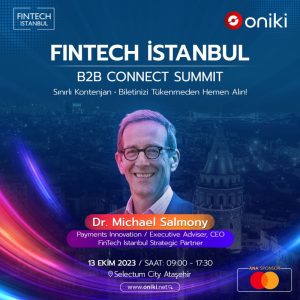 FINTECH
ISTANBUL
oniki
FINTECH İSTANBUL
B2B CONNECT SUMMIT
Sınırlı Kontenjan - Biletinizi Tükenmeden Hemen Alın!
Dr. Michael Salmony
Payments Innovation / Executive Adviser, CEO
FinTech Istanbul Strategic Partner
13 EKİM 2023 / SAAT: 09:00 - 17:30
Selectum City Ataşehir
www.oniki.net
ANA SPONSOR